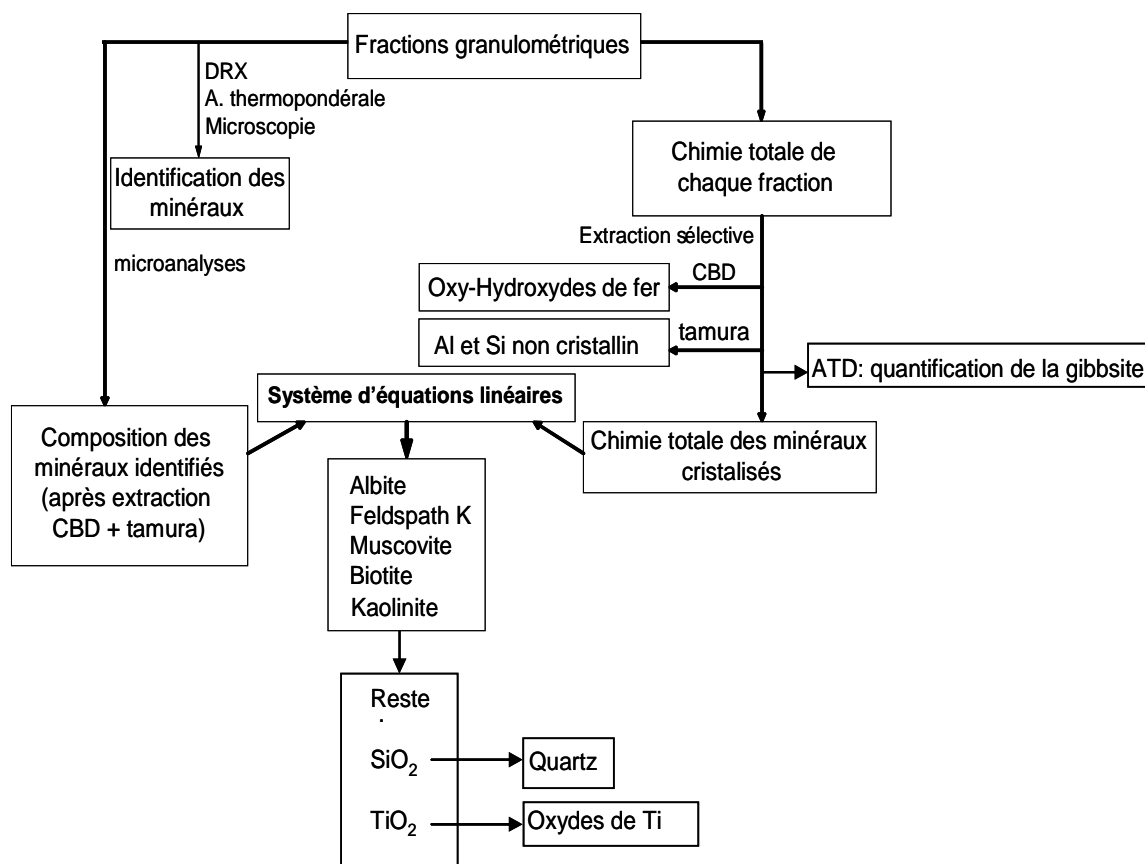 Fractions granulométriques
DRX
A. thermopondérale
Microscopie
Identification des
minéraux
microanalyses
Chimie totale de
chaque fraction
Extraction sélective
CBD
Oxy-Hydroxydes de fer
tamura
Al et Si non cristallin
ATD: quantification de la gibbsite
Système d'équations linéaires
Composition des
minéraux identifiés
(après extraction
CBD + tamura)
Chimie totale des minéraux
cristalisés
Albite
Feldspath K
Muscovite
Biotite
Kaolinite
Reste
SiO₂
Quartz
TiO₂
Oxydes de Ti